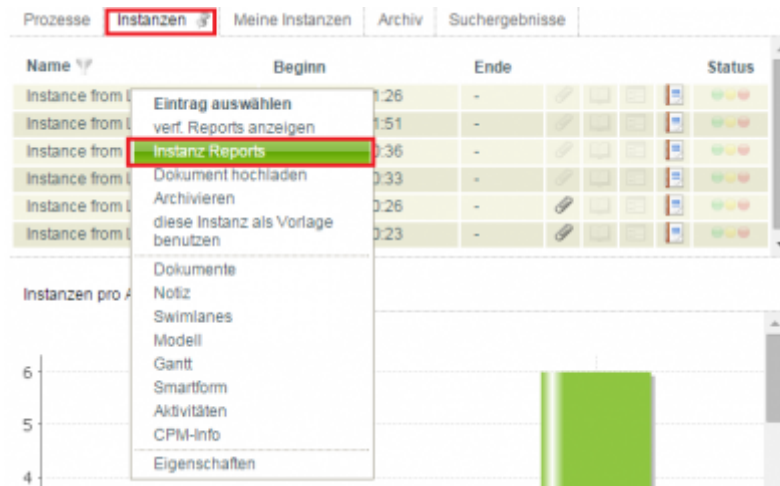 Prozesse Instanzen Meine Instanzen Archiv Suchergebnisse
Name Beginn Ende Status
Instance from L 1:26 -
Instance from L 1:51 -
Instance from 0:36 -
Instance from L 0:33 -
Instance from L 0:26 -
Instance from L 0:23 -
Eintrag auswählen
verf. Reports anzeigen
Instanz Reports
Dokument hochladen
Archivieren
diese Instanz als Vorlage
benutzen
Dokumente
Notiz
Swimlanes
Modell
Gantt
Smartform
Aktivitäten
CPM-Info
Eigenschaften
Instanzen pro A
6
5
4